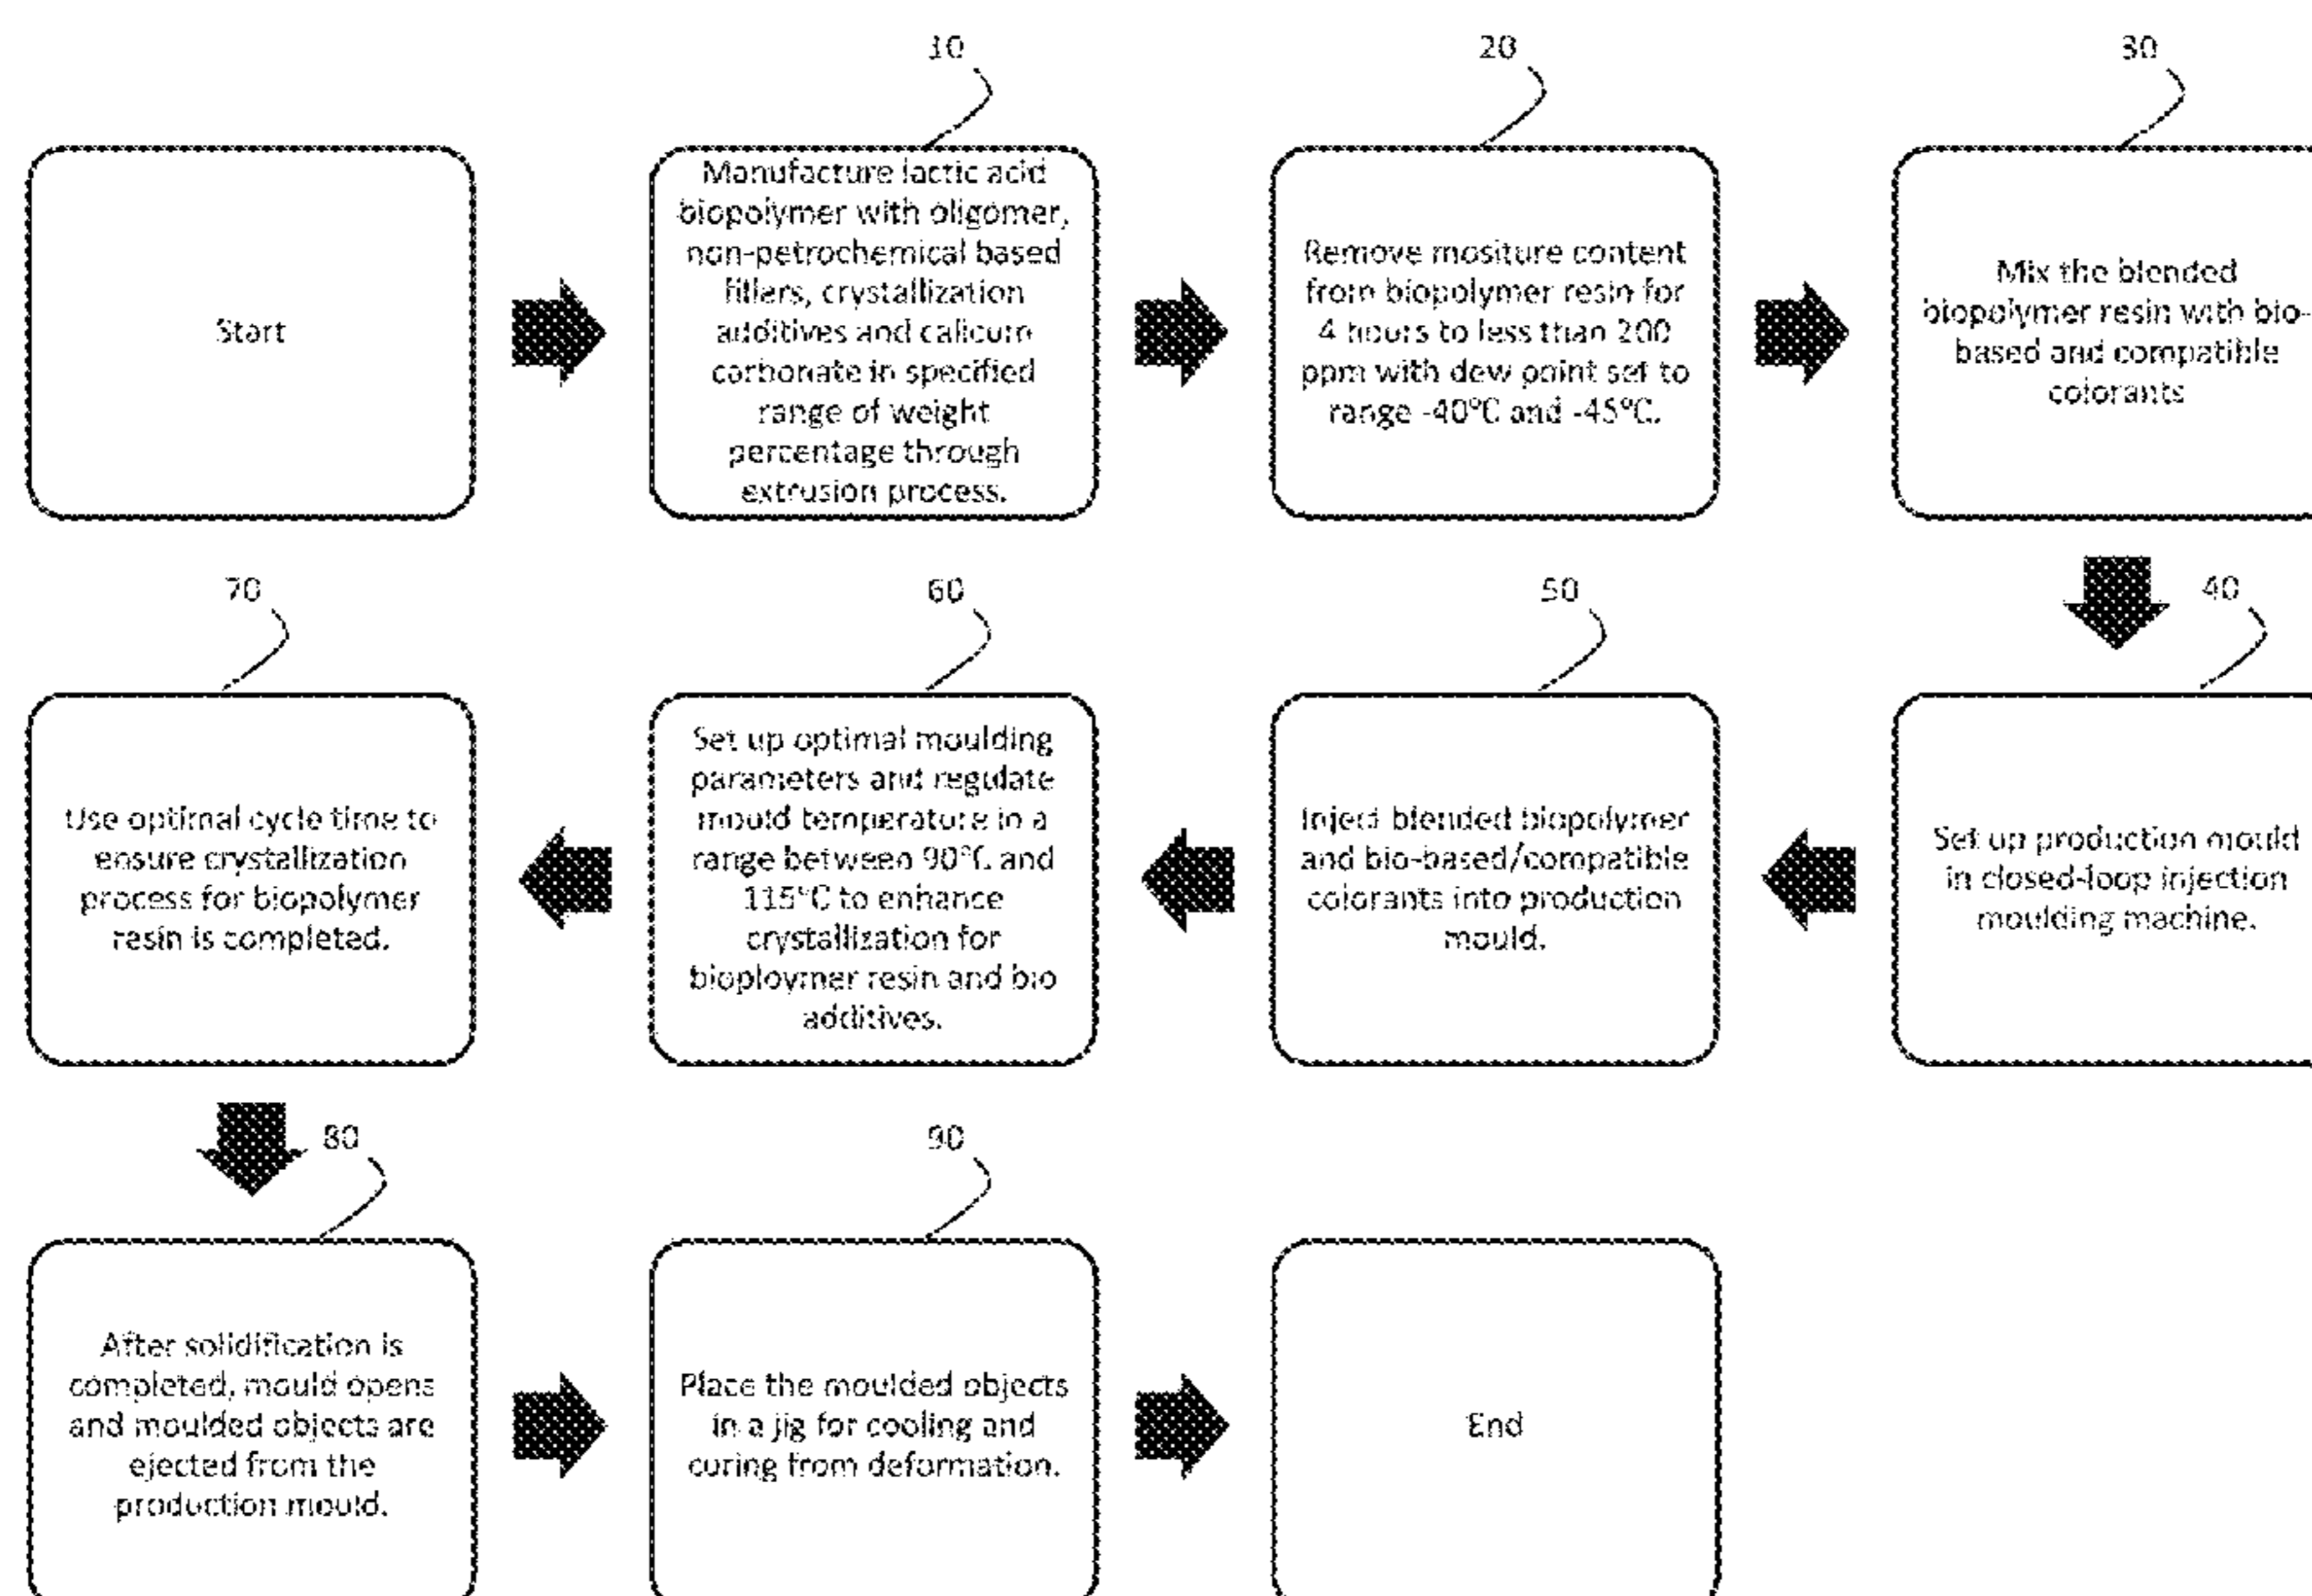 10
20
30
Start
Manufacture lactic acid
biopolymer with oligomer,
non-petrochemical based
fillers, crystallization
additives and calicum
carbonate in specified
range of weight
percentage through
extrusion process.
Remove mositure content
from biopolymer resin for
4 hours to less than 200
ppm with dew point set to
range -40°C and -45°C.
Mix the blended
biopolymer resin with bio-
based and compatible
colorants
40
Set up production mould
in closed-loop injection
moulding machine.
50
Inject blended biopolymer
and bio-based/compatible
colorants into production
mould.
60
Set up optimal moulding
parameters and regulate
mould temperature in a
range between 90°C and
115°C to enhance
crystallization for
bioploymer resin and bio
additives.
70
Use optimal cycle time to
ensure crystallization
process for biopolymer
resin is completed.
80
After solidification is
completed, mould opens
and moulded objects are
ejected from the
production mould.
90
Place the moulded objects
in a jig for cooling and
curing from deformation.
End